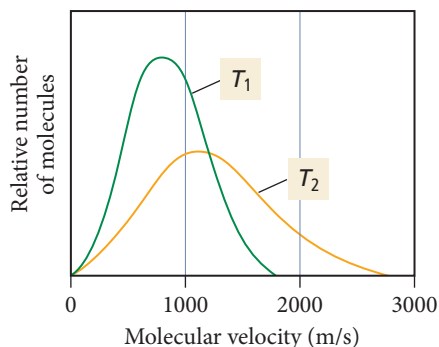 Relative number
of molecules
T₁
T₂
0 1000 2000 3000
Molecular velocity (m/s)